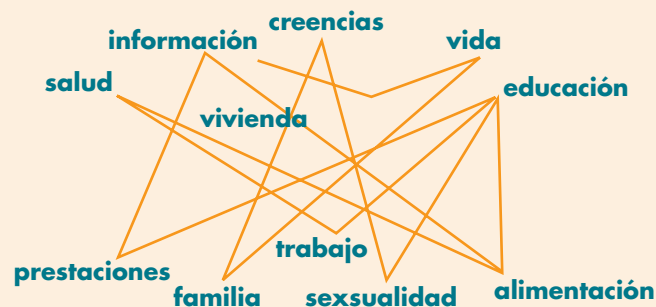 creencias
información
vida
salud
educación
vivienda
trabajo
prestaciones
familia
sexsualidad
alimentación